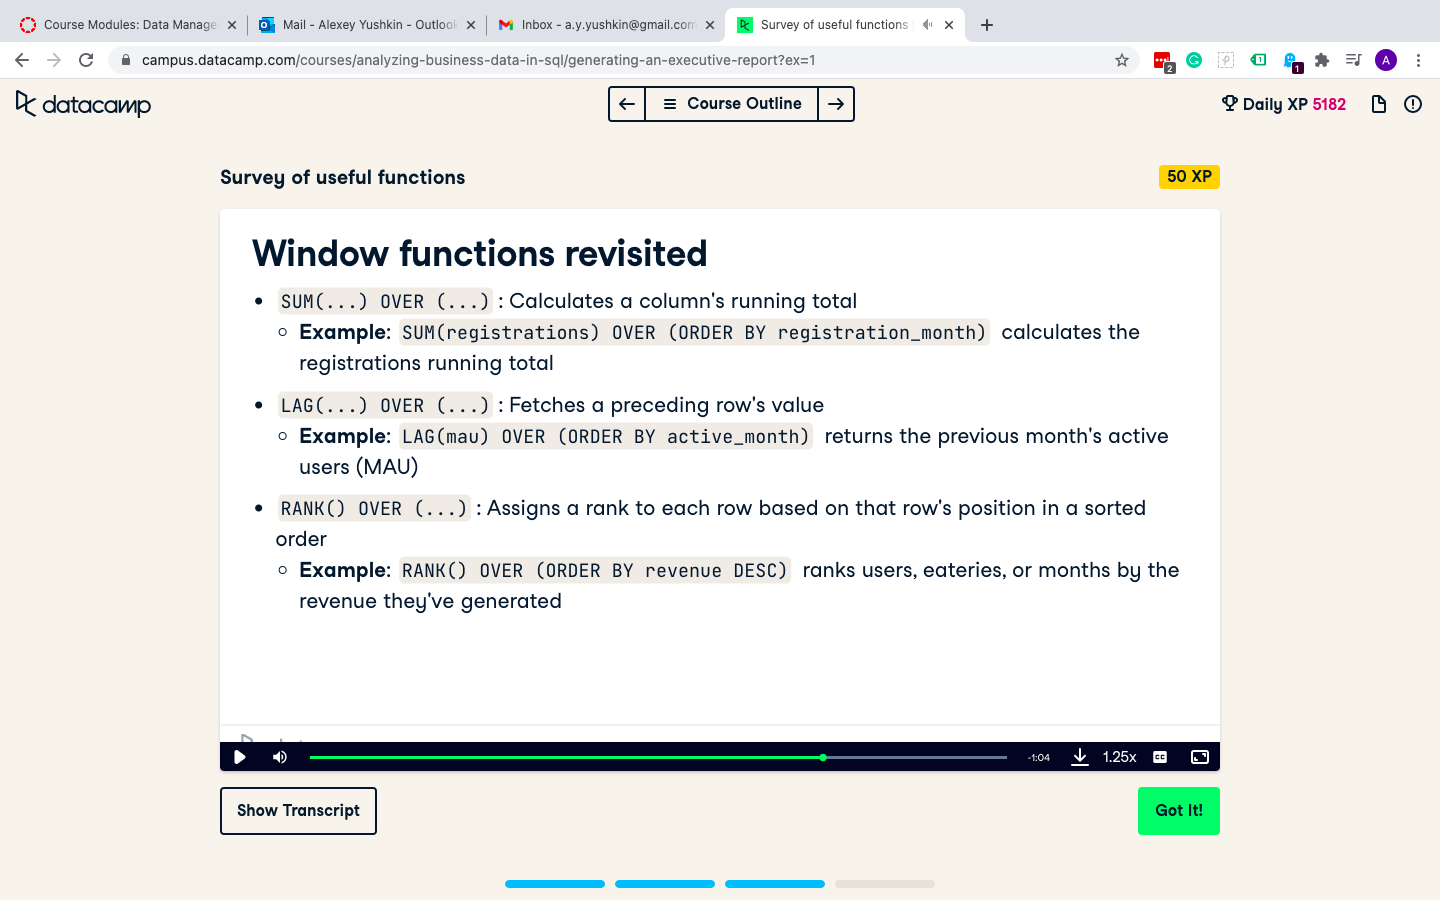 Course Modules: Data Manage
Mail - Alexey Yushkin - Outlook
Inbox - a.y.yushkin@gmail.com
Survey of useful functions
campus.datacamp.com/courses/analyzing-business-data-in-sql/generating-an-executive-report?ex=1
2
1
1
A
datacamp
Course Outline
Daily XP 5182
Survey of useful functions
50 XP
Window functions revisited
• SUM(...) OVER (...) : Calculates a column's running total
○ Example: SUM(registrations) OVER (ORDER BY registration_month) calculates the
registrations running total
• LAG(...) OVER (...) : Fetches a preceding row's value
○ Example: LAG(mau) OVER (ORDER BY active_month) returns the previous month's active
users (MAU)
• RANK() OVER (...) : Assigns a rank to each row based on that row's position in a sorted
order
○ Example: RANK() OVER (ORDER BY revenue DESC) ranks users, eateries, or months by the
revenue they've generated
-1:04
1.25x
CC
Show Transcript
Got It!